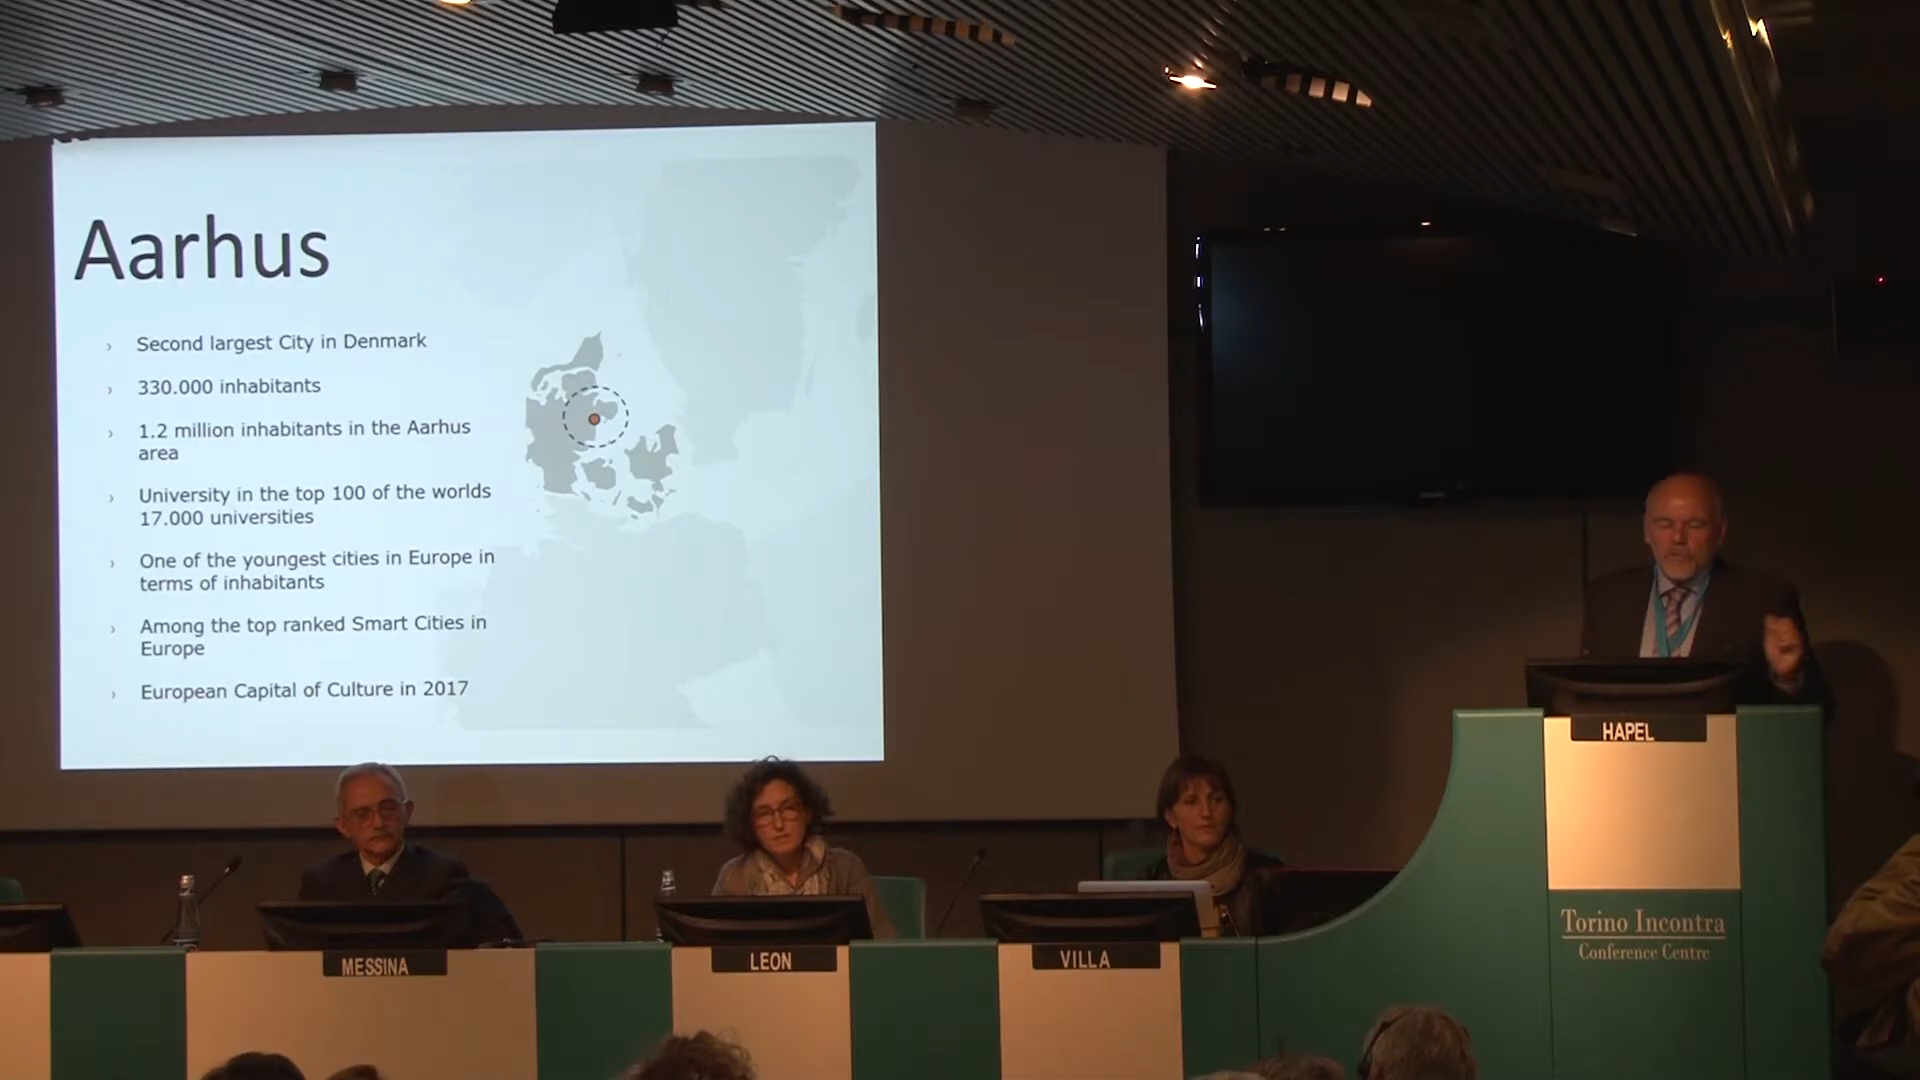 Aarhus
› Second largest City in Denmark
› 330.000 inhabitants
› 1.2 million inhabitants in the Aarhus
area
› University in the top 100 of the worlds
17.000 universities
› One of the youngest cities in Europe in
terms of inhabitants
› Among the top ranked Smart Cities in
Europe
› European Capital of Culture in 2017
HAPEL
Torino Incontra
Conference Centre
MESSINA
LEON
VILLA